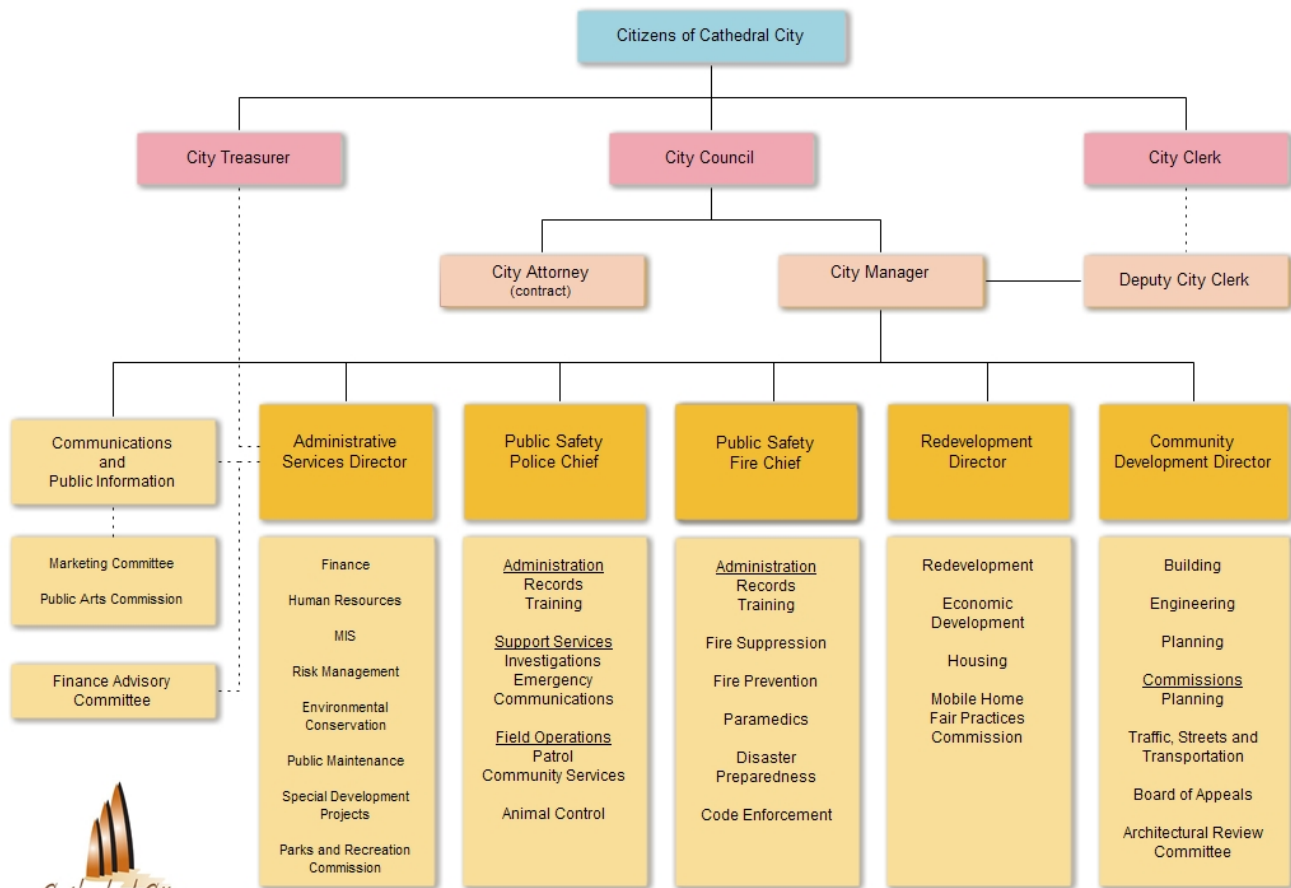 Citizens of Cathedral City
City Treasurer
City Council
City Clerk
City Attorney
(contract)
City Manager
Deputy City Clerk
Communications
and
Public Information
Administrative
Services Director
Public Safety
Police Chief
Public Safety
Fire Chief
Redevelopment
Director
Community
Development Director
Marketing Committee
Public Arts Commission
Finance Advisory
Committee
Finance
Human Resources
MIS
Risk Management
Environmental
Conservation
Public Maintenance
Special Development
Projects
Parks and Recreation
Commission
Administration
Records
Training
Support Services
Investigations
Emergency
Communications
Field Operations
Patrol
Community Services
Animal Control
Administration
Records
Training
Fire Suppression
Fire Prevention
Paramedics
Disaster
Preparedness
Code Enforcement
Redevelopment
Economic
Development
Housing
Mobile Home
Fair Practices
Commission
Building
Engineering
Planning
Commissions
Planning
Traffic, Streets and
Transportation
Board of Appeals
Architectural Review
Committee